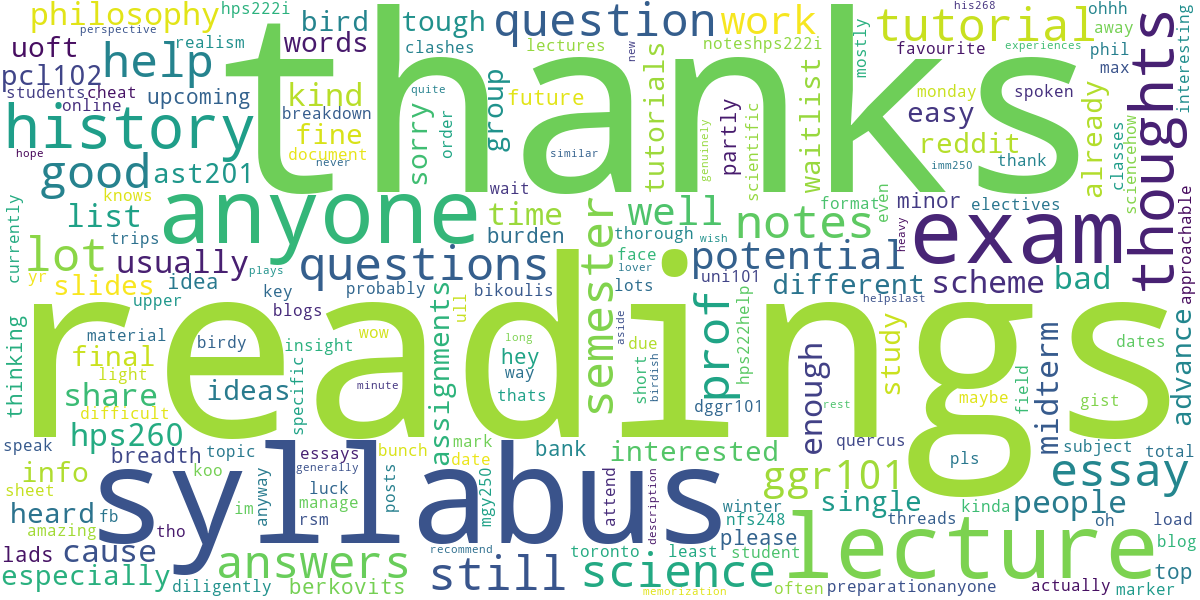 philosophy hps222i bird tough question work his268 tutorial ohhh
perspective
uoft realism words clashes lectures noteshps222i favourite phil away
pcl102 help thanks new mostly experiences max interesting
students cheat upcoming kind quite group future monday spoken thoughts
online breakdown tutorials waitlist easy already
history fine sorry order similar partly reddit classes
hope document never genuinely scientific imm250 thank sciencehow
good ast201 wait format even minor electives approachable
knows list anyone time semester well notes exam
currently trips burden thorough wish heavy
lot usually questions face potential scheme bad
yr slides idea plays lover uni101 different
upper key probably bikoulis lots prof helpslast advance
blogs assignments ull aside hps222help dates
material birdy wow readings hey long due enough study midterm
thinking final insight way short birdish field gist
light minute thats maybe
share ideas specific dggr101 rest
difficult
hps260 mark bank quercus subject total
speak breadth topic essays bunch date interested pls
info koo generally syllabus ggr101 essay
sheet luck posts mgy250 attend description winter single people
heard fb im anyway manage nfs248 kinda
amazing rsm please threads oh load
lads cause tho answers recommend toronto least lecture blog
especially still science student top
diligently berkovits memorization often preparationanyone actually marker